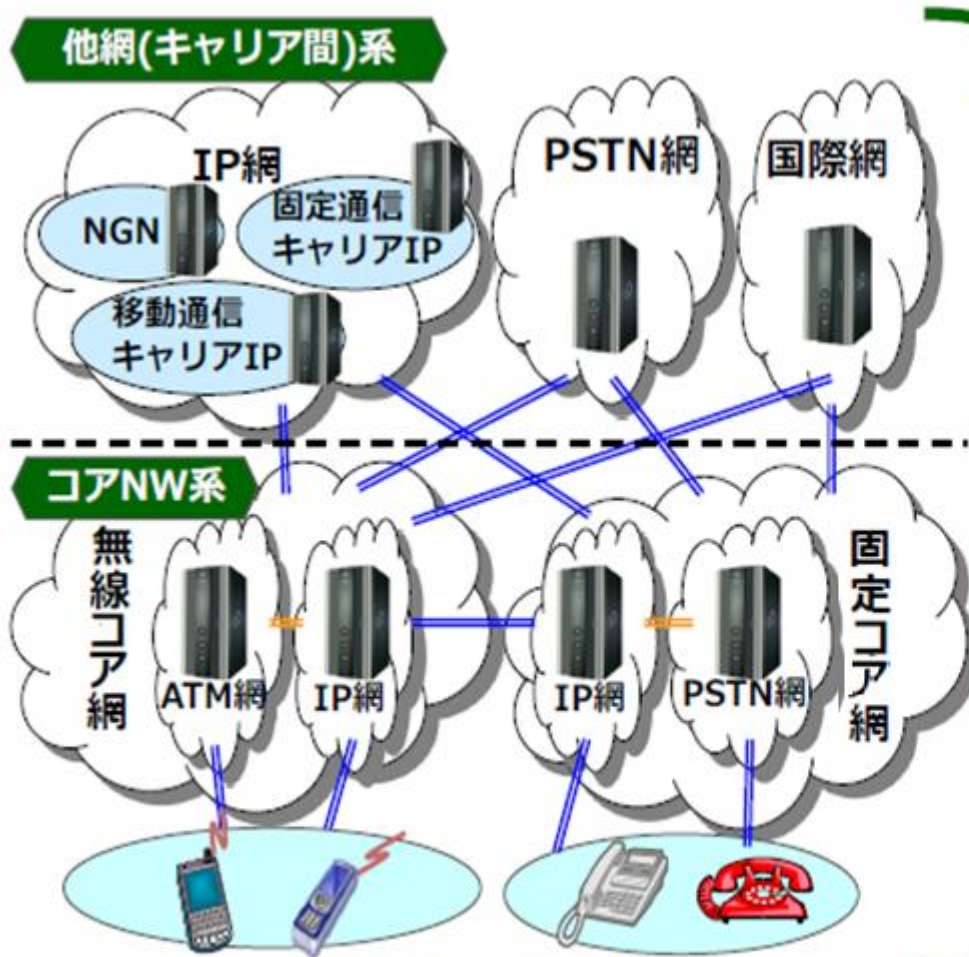 他網(キャリア間)系
IP網
NGN
固定通信
キャリアIP
移動通信
キャリアIP
PSTN網
国際網
コアNW系
無線コア網
ATM網
IP網
IP網
PSTN網
固定コア網